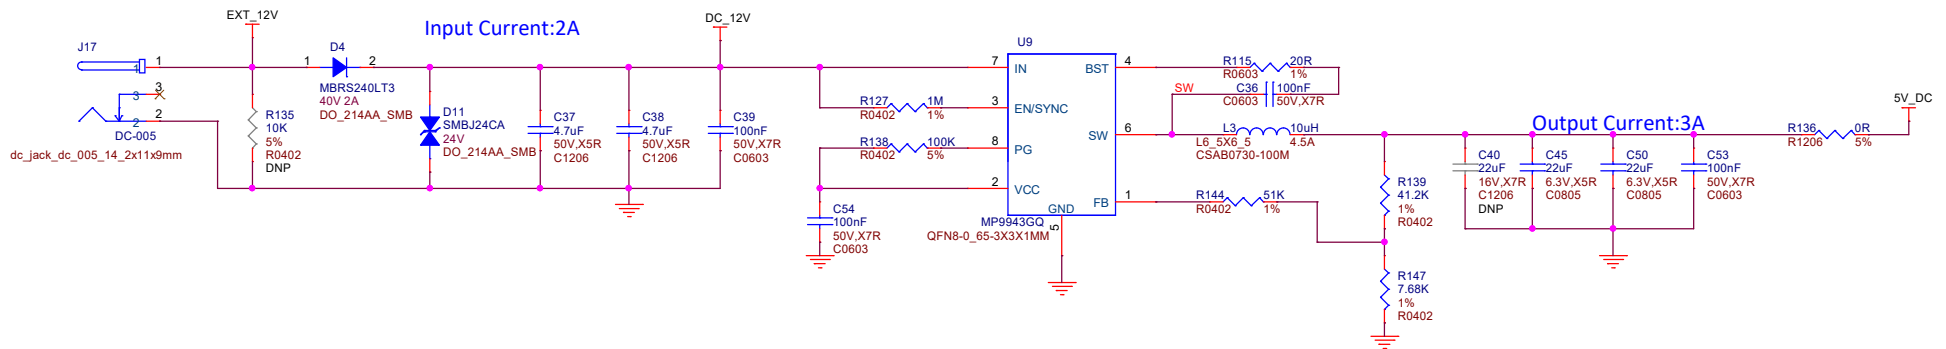 EXT_12V
Input Current:2A
DC_12V
J17
1
1
D4
1
2
MBRS240LT3
40V 2A
DO_214AA_SMB
3
3
2
2
DC-005
dc_jack_dc_005_14_2x11x9mm
R135
10K
5%
R0402
DNP
D11
SMBJ24CA
24V
DO_214AA_SMB
C37
4.7uF
50V,X5R
C1206
C38
4.7uF
50V,X5R
C1206
C39
100nF
50V,X7R
C0603
R127
1M
R0402
1%
R138
100K
R0402
5%
C54
100nF
50V,X7R
C0603
U9
7
IN
BST
4
3
EN/SYNC
SW
6
8
PG
2
VCC
FB
1
GND
5
MP9943GQ
QFN8-0_65-3X3X1MM
R115
20R
R0603
1%
SW
C36
100nF
C0603
50V,X7R
L3
10uH
L6_5X6_5
4.5A
CSAB0730-100M
R144
51K
R0402
1%
R139
41.2K
1%
R0402
R147
7.68K
1%
R0402
Output Current:3A
C40
22uF
16V,X7R
C1206
DNP
C45
22uF
6.3V,X5R
C0805
C50
22uF
6.3V,X5R
C0805
C53
100nF
50V,X7R
C0603
R136
0R
R1206
5%
5V_DC